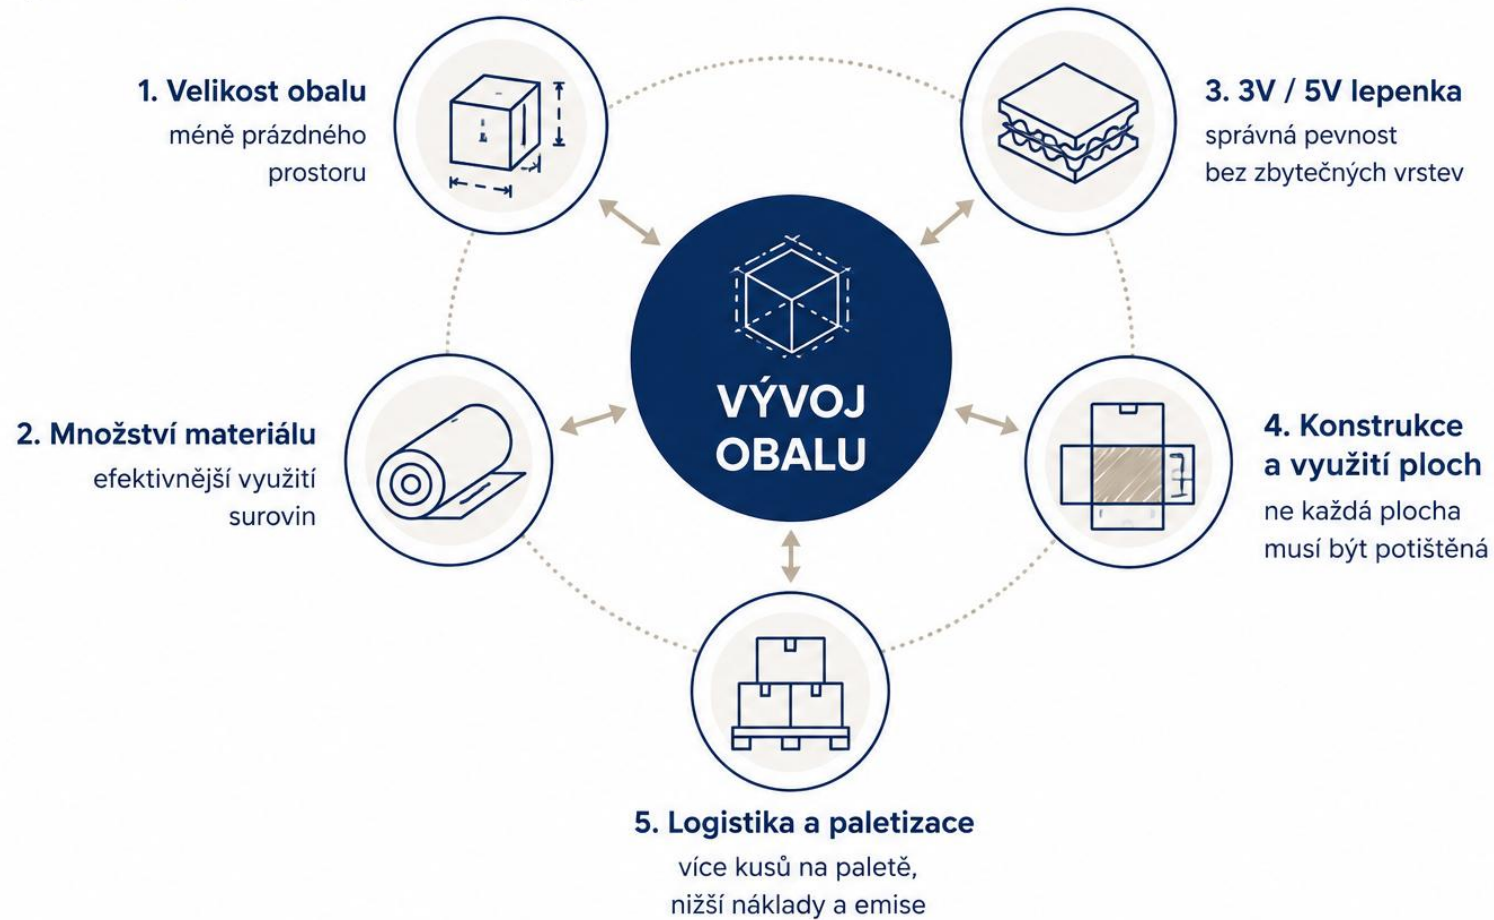 1. Velikost obalu
méně prázdného
prostoru
2. Množství materiálu
efektivnější využití
surovin
3. 3V / 5V lepenka
správná pevnost
bez zbytečných vrstev
4. Konstrukce
a využití ploch
ne každá plocha
musí být potištěná
VÝVOJ
OBALU
5. Logistika a paletizace
více kusů na paletě,
nižší náklady a emise